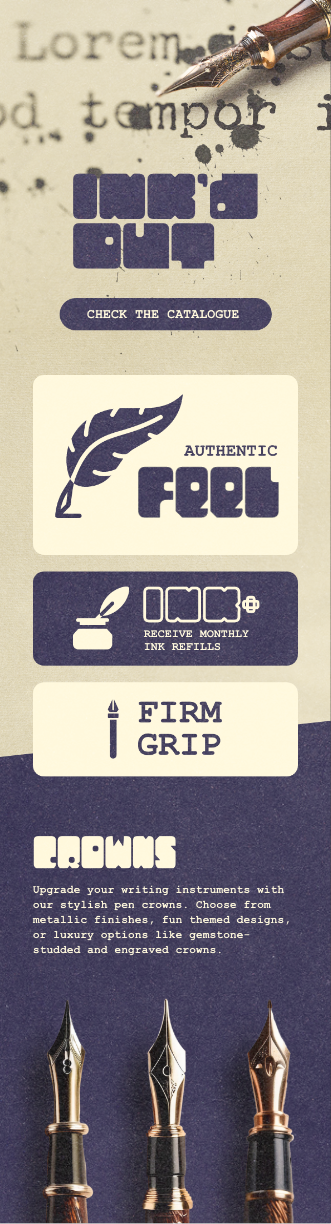 Lorem
od tempor i
INK'd
OUT
CHECK THE CATALOGUE
AUTHENTIC
FEEL
INK+
RECEIVE MONTHLY
INK REFILLS
FIRM
GRIP
CROWNS
Upgrade your writing instruments with
our stylish pen crowns. Choose from
metallic finishes, fun themed designs,
or luxury options like gemstone-
studded and engraved crowns.